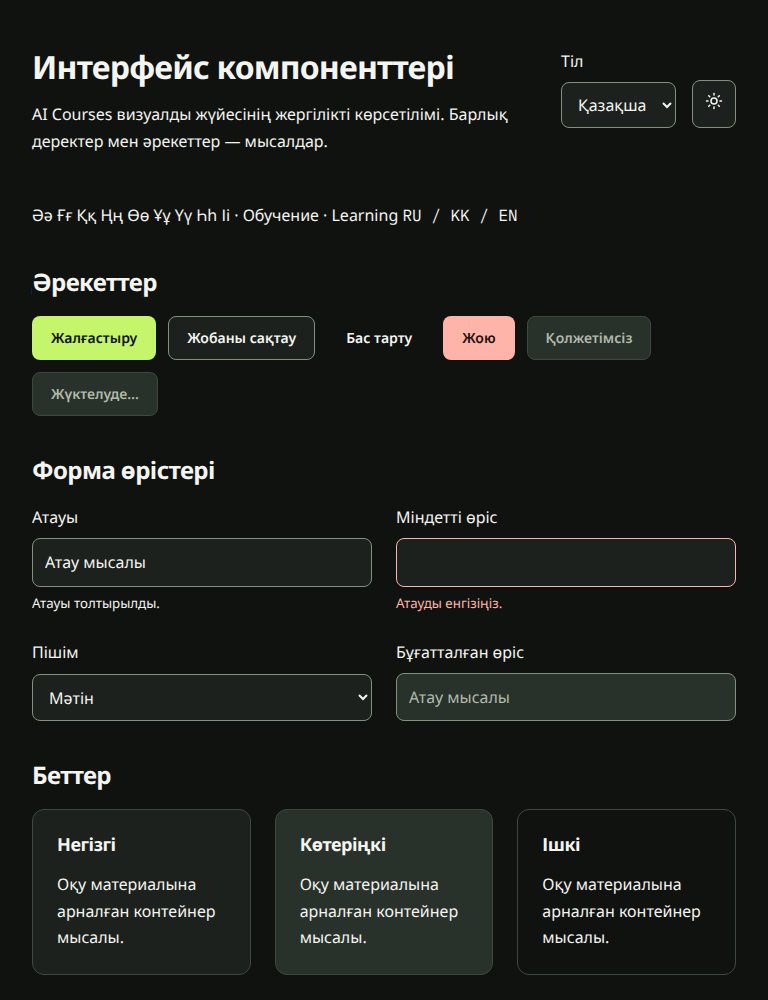 Интерфейс компоненттері
Тіл
Қазақша
AI Courses визуалды жүйесінің жергілікті көрсетілімі. Барлық
деректер мен әрекеттер — мысалдар.
Әә Ғғ Ққ Ңң Өө Ұұ Үү Һһ Іі · Обучение · Learning RU / KK / EN
Әрекеттер
Жалғастыру
Жобаны сақтау
Бас тарту
Жою
Қолжетімсіз
Жүктелуде…
Форма өрістері
Атауы
Атау мысалы
Атауы толтырылды.
Міндетті өріс
Атауды енгізіңіз.
Пішім
Мәтін
Бұғатталған өріс
Атау мысалы
Беттер
Негізгі
Оқу материалына
арналған контейнер
мысалы.
Көтеріңкі
Оқу материалына
арналған контейнер
мысалы.
Ішкі
Оқу материалына
арналған контейнер
мысалы.